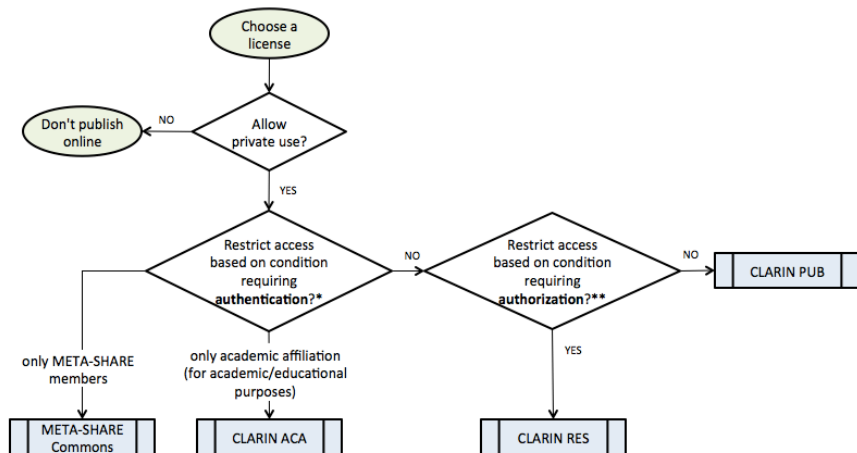 Choose a
license
Don't publish
online
NO
Allow
private use?
YES
Restrict access
based on condition
requiring
authentication?*
NO
Restrict access
based on condition
requiring
authorization?**
NO
CLARIN PUB
only META-SHARE
members
only academic affiliation
(for academic/educational
purposes)
YES
META-SHARE
Commons
CLARIN ACA
CLARIN RES